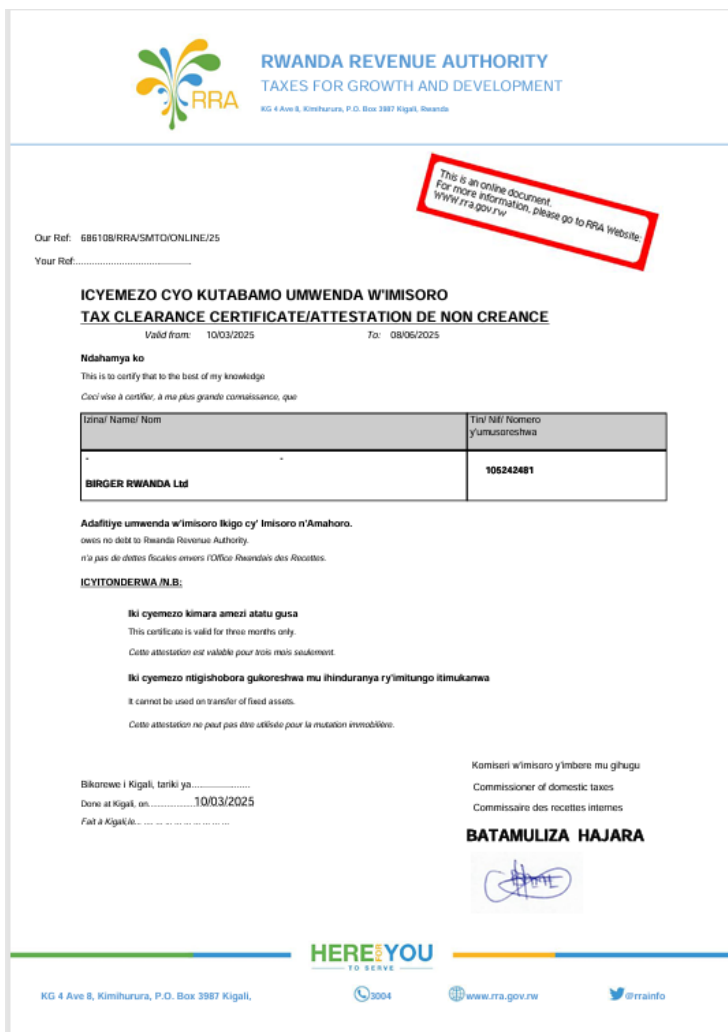 RRA
RWANDA REVENUE AUTHORITY
TAXES FOR GROWTH AND DEVELOPMENT
KG 4 Ave 8, Kimihurura, P.O. Box 3987 Kigali, Rwanda
This is an online document.
For more information, please go to RRA Website:
WWW.rra.gov.rw
Our Ref: 686108/RRA/SMTO/ONLINE/25
Your Ref:............................................
ICYEMEZO CYO KUTABAMO UMWENDA W'IMISORO
TAX CLEARANCE CERTIFICATE/ATTESTATION DE NON CREANCE
Valid from: 10/03/2025 To: 08/06/2025
Ndahamya ko
This is to certify that to the best of my knowledge
Ceci vise à certifier, à ma plus grande connaissance, que
Izina/ Name/ Nom
Tin/ Nif/ Nomero
y'umusoreshwa
- -
BIRGER RWANDA Ltd
105242481
Adafitiye umwenda w'imisoro Ikigo cy' Imisoro n'Amahoro.
owes no debt to Rwanda Revenue Authority.
n'a pas de dettes fiscales envers l'Office Rwandais des Recettes.
ICYITONDERWA /N.B:
Iki cyemezo kimara amezi atatu gusa
This certificate is valid for three months only.
Cette attestation est valable pour trois mois seulement.
Iki cyemezo ntigishobora gukoreshwa mu ihinduranya ry'imitungo itimukanwa
It cannot be used on transfer of fixed assets.
Cette attestation ne peut pas être utilisée pour la mutation immobilière.
Bikorewe i Kigali, tariki ya.....................
Done at Kigali, on..................10/03/2025
Fait à Kigali,le... ... ... ... ... ... ... ... ...
Komiseri w'imisoro y'imbere mu gihugu
Commissioner of domestic taxes
Commissaire des recettes internes
BATAMULIZA HAJARA
HERE FOR YOU
TO SERVE
KG 4 Ave 8, Kimihurura, P.O. Box 3987 Kigali,
3004
www.rra.gov.rw
@rrainfo